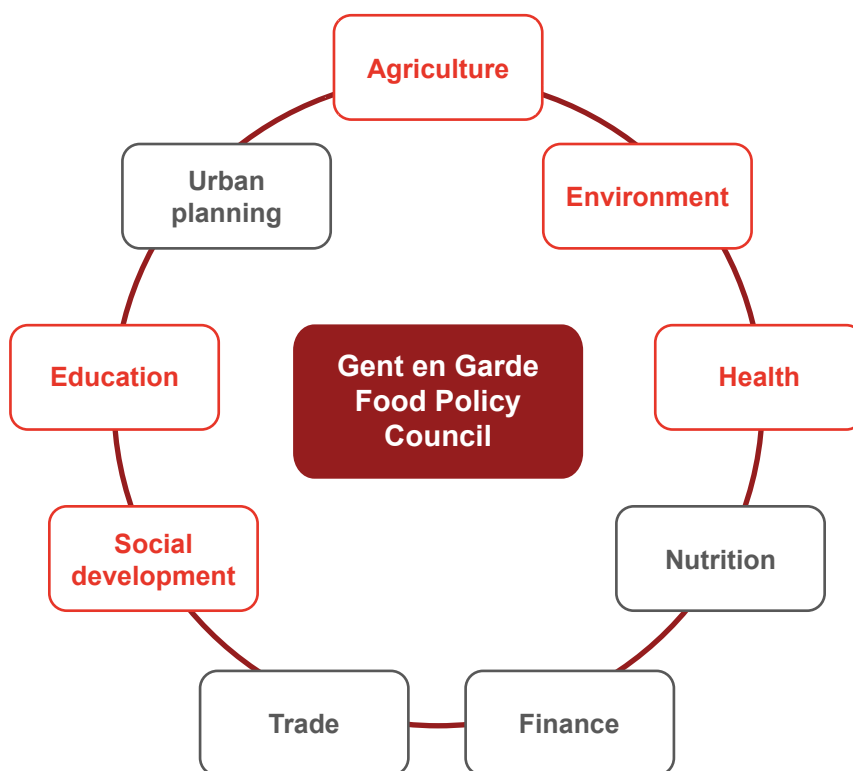 Agriculture
Urban
planning
Environment
Education
Gent en Garde
Food Policy
Council
Health
Social
development
Nutrition
Trade
Finance